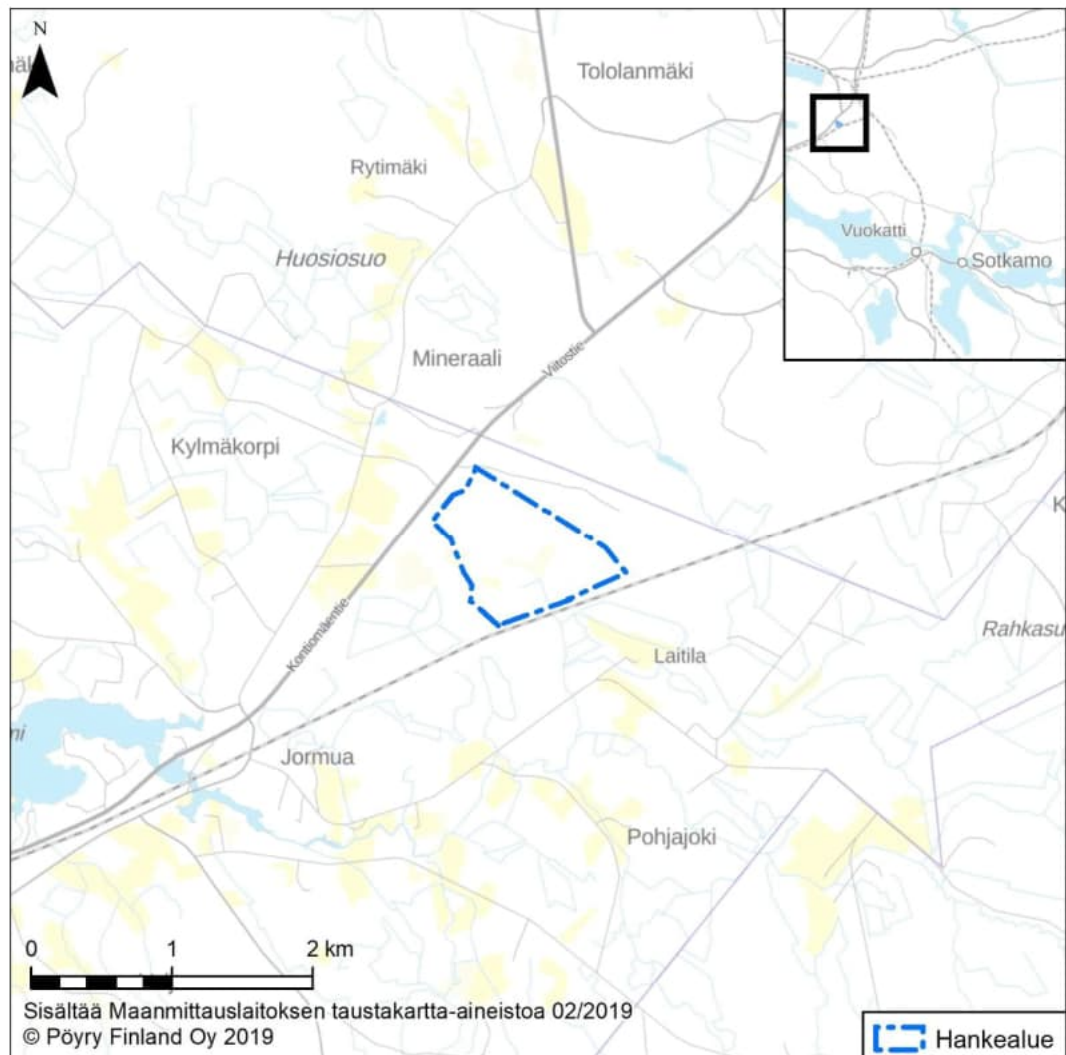 N
Tololanmäki
Rytimäki
Huosiosuo
Vuokatti
Sotkamo
Mineraali
Viitostie
Kylmäkorpi
Kontiomäentie
Laitila
Jormua
Pohjajoki
0 1 2 km
Sisältää Maanmittauslaitoksen taustakartta-aineistoa 02/2019
© Pöyry Finland Oy 2019
Hankealue